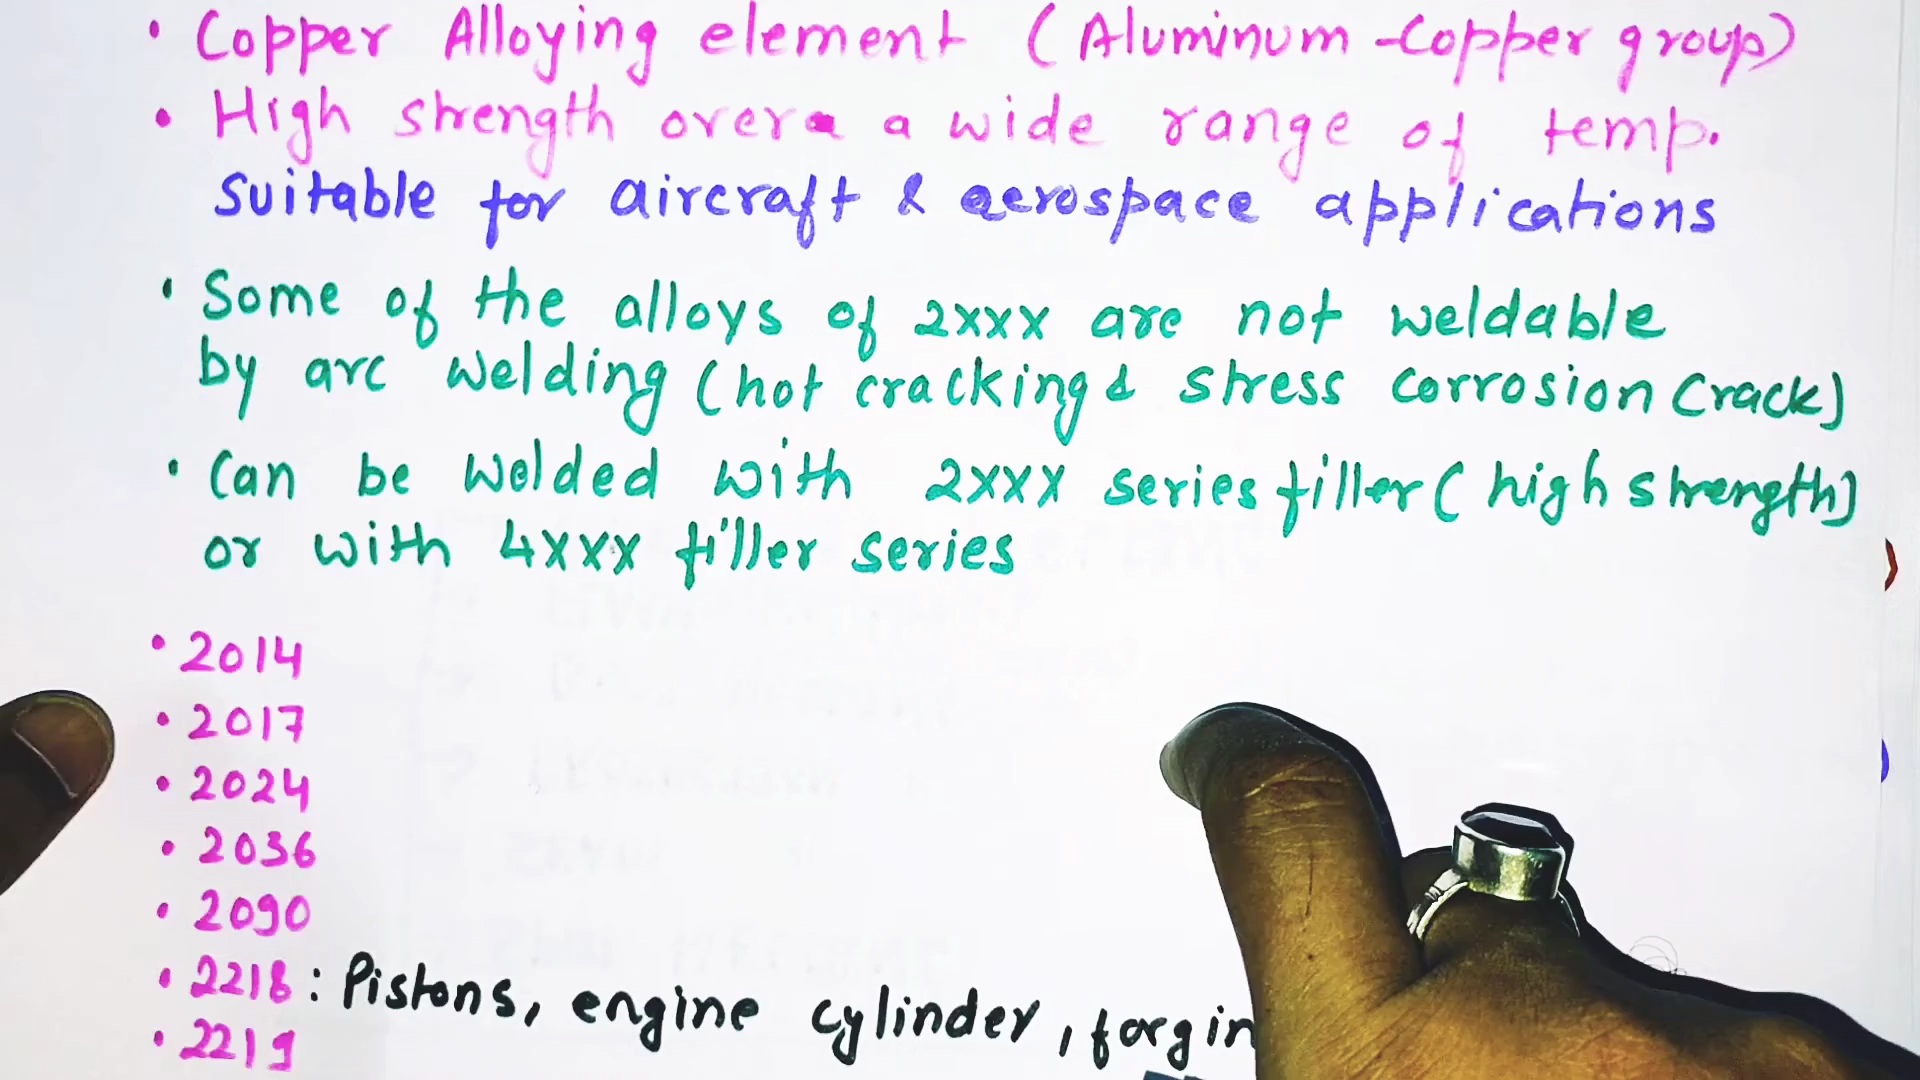 • Copper Alloying element (Aluminum-Copper group)
• High strength over a wide range of temp.
suitable for aircraft & aerospace applications
• Some of the alloys of 2xxx are not weldable
by arc welding (hot cracking & stress corrosion crack)
• Can be welded with 2xxx series filler (high strength)
or with 4xxx filler series
• 2014
• 2017
• 2024
• 2036
• 2090
• 2218: Pistons, engine cylinder, forgin
• 2219